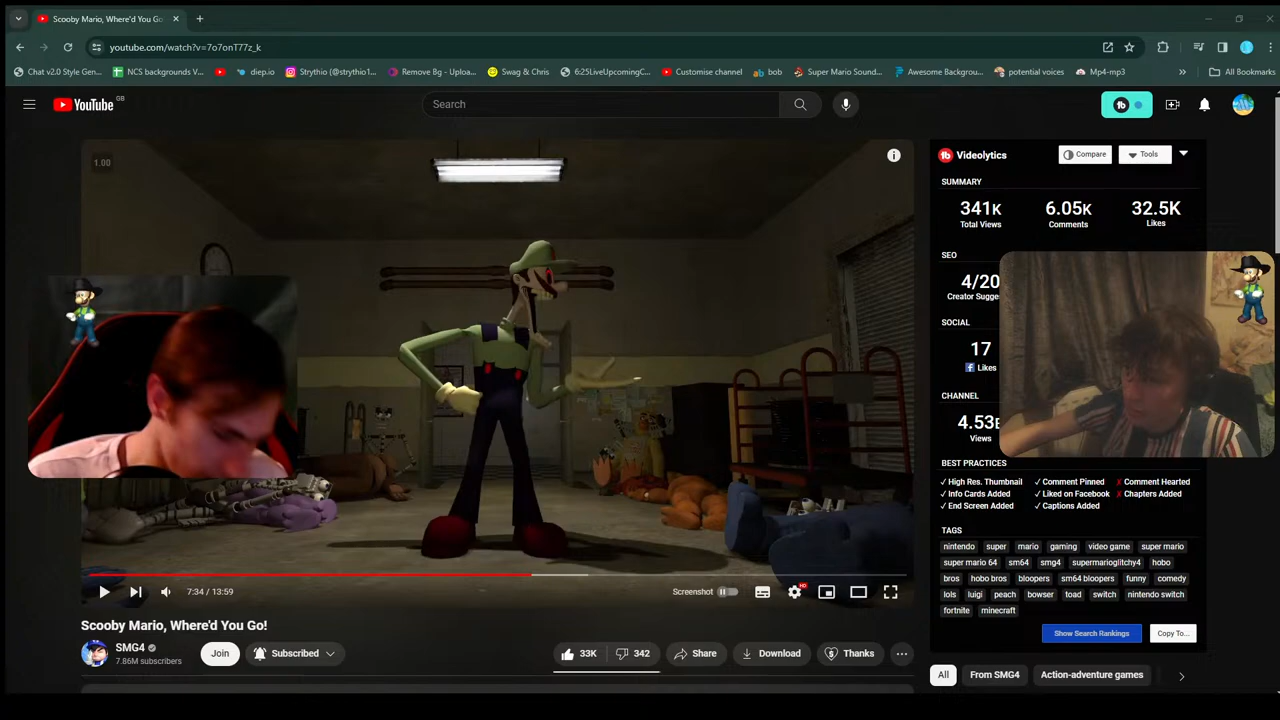 Scooby Mario, Where'd You Go
youtube.com/watch?v=7o7onT77z_k
Chat v2.0 Style Gen... NCS backgrounds V... diep.io Strythio (@strythio1... Remove Bg - Uploa... Swag & Chris 6:25LiveUpcomingC... Customise channel bob Super Mario Sound... Awesome Backgrou... potential voices Mp4-mp3 All Bookmarks
YouTube GB
Search
1.00
Videolytics Compare Tools
SUMMARY
341K 6.05K 32.5K
Total Views Comments Likes
SEO
4/20
Creator Sugge
SOCIAL
17
Likes
CHANNEL
4.53
Views
BEST PRACTICES
✓ High Res. Thumbnail ✓ Comment Pinned ✗ Comment Hearted
✓ Info Cards Added ✓ Liked on Facebook ✗ Chapters Added
✓ End Screen Added ✓ Captions Added
TAGS
nintendo super mario gaming video game super mario
super mario 64 sm64 smg4 supermarioglitchy4 hobo
bros hobo bros bloopers sm64 bloopers funny comedy
lols luigi peach bowser toad switch nintendo switch
fortnite minecraft
Show Search Rankings Copy To...
7:34 / 13:59 Screenshot HD
Scooby Mario, Where'd You Go!
SMG4
7.86M subscribers
Join Subscribed 33K 342 Share Download Thanks
All From SMG4 Action-adventure games